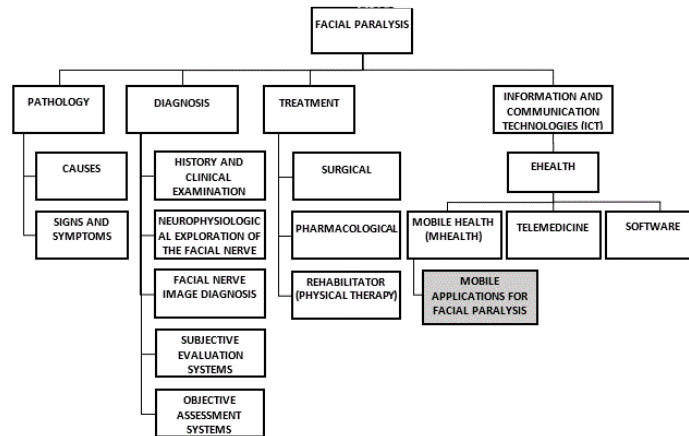 FACIAL PARALYSIS
PATHOLOGY
DIAGNOSIS
TREATMENT
INFORMATION AND
COMMUNICATION
TECHNOLOGIES (ICT)
CAUSES
SIGNS AND
SYMPTOMS
HISTORY AND
CLINICAL
EXAMINATION
NEUROPHYSIOLOGIC
AL EXPLORATION OF
THE FACIAL NERVE
FACIAL NERVE
IMAGE DIAGNOSIS
SUBJECTIVE
EVALUATION
SYSTEMS
OBJECTIVE
ASSESSMENT
SYSTEMS
SURGICAL
PHARMACOLOGICAL
REHABILITATOR
(PHYSICAL THERAPY)
EHEALTH
MOBILE HEALTH
(MHEALTH)
TELEMEDICINE
SOFTWARE
MOBILE
APPLICATIONS FOR
FACIAL PARALYSIS